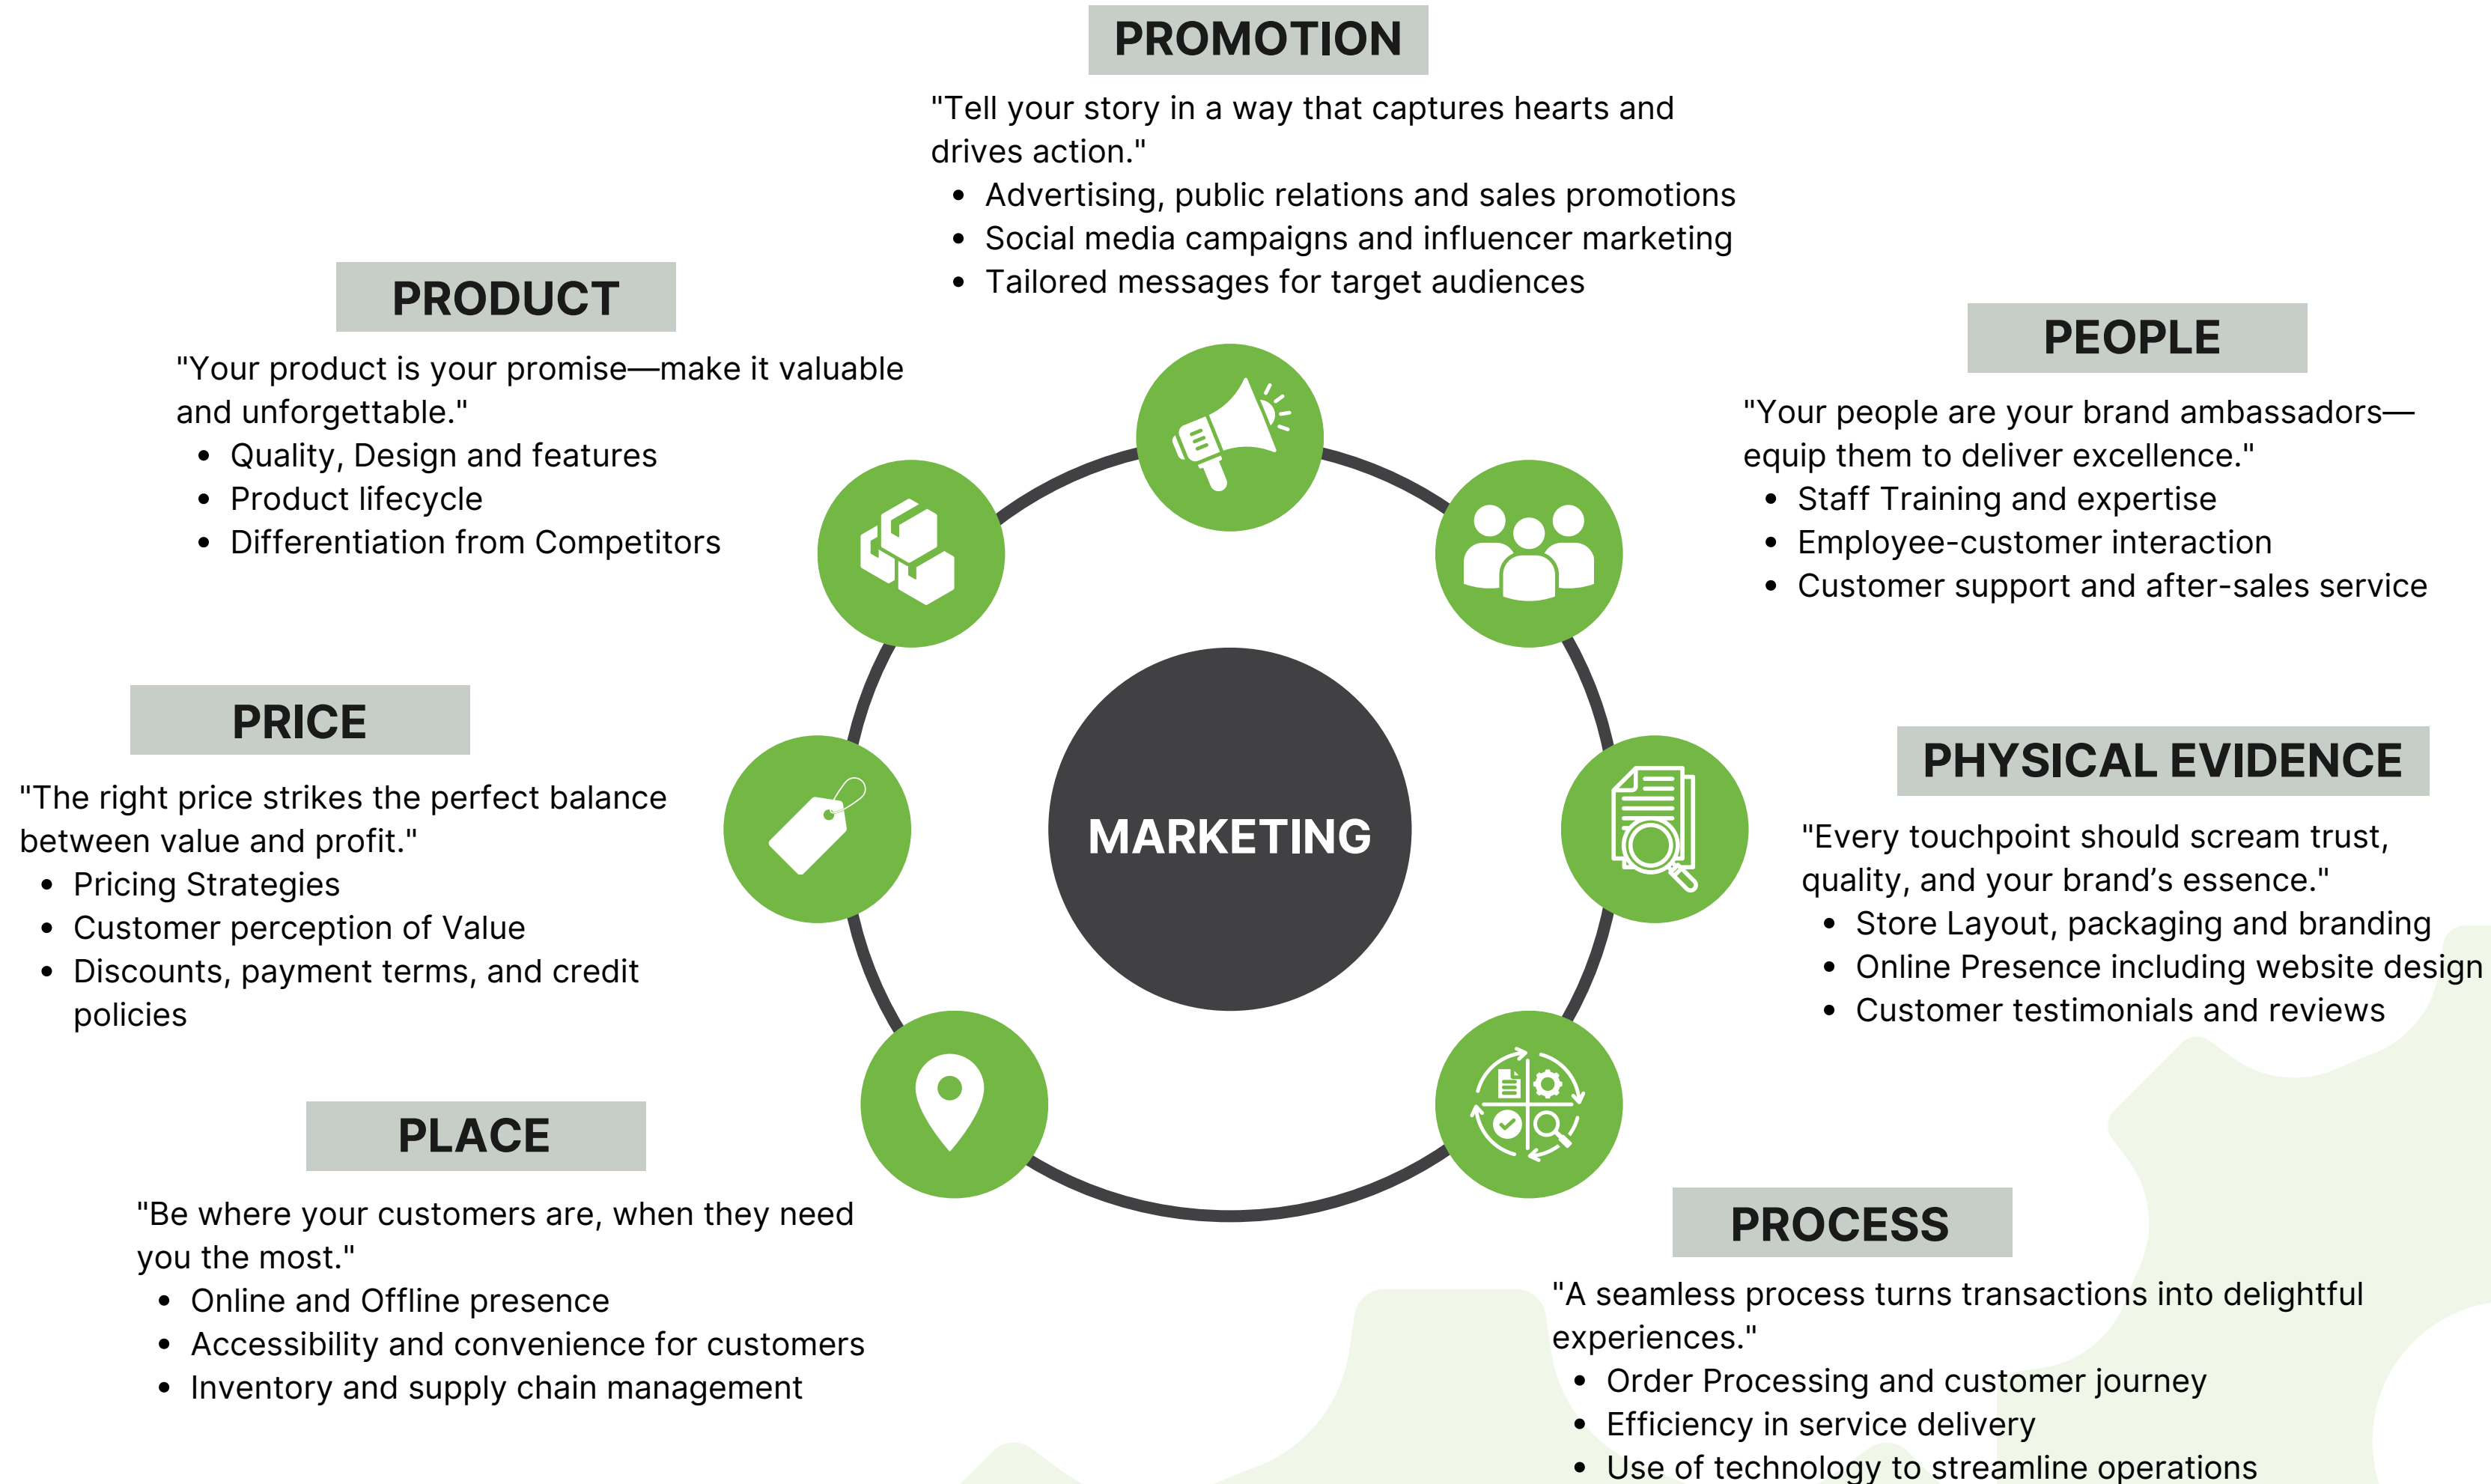 PROMOTION
"Tell your story in a way that captures hearts and
drives action."
• Advertising, public relations and sales promotions
• Social media campaigns and influencer marketing
• Tailored messages for target audiences
PRODUCT
"Your product is your promise—make it valuable
and unforgettable."
• Quality, Design and features
• Product lifecycle
• Differentiation from Competitors
PEOPLE
"Your people are your brand ambassadors—
equip them to deliver excellence."
• Staff Training and expertise
• Employee-customer interaction
• Customer support and after-sales service
PRICE
"The right price strikes the perfect balance
between value and profit."
• Pricing Strategies
• Customer perception of Value
• Discounts, payment terms, and credit
policies
MARKETING
PHYSICAL EVIDENCE
"Every touchpoint should scream trust,
quality, and your brand’s essence."
• Store Layout, packaging and branding
• Online Presence including website design
• Customer testimonials and reviews
PLACE
"Be where your customers are, when they need
you the most."
• Online and Offline presence
• Accessibility and convenience for customers
• Inventory and supply chain management
PROCESS
"A seamless process turns transactions into delightful
experiences."
• Order Processing and customer journey
• Efficiency in service delivery
• Use of technology to streamline operations